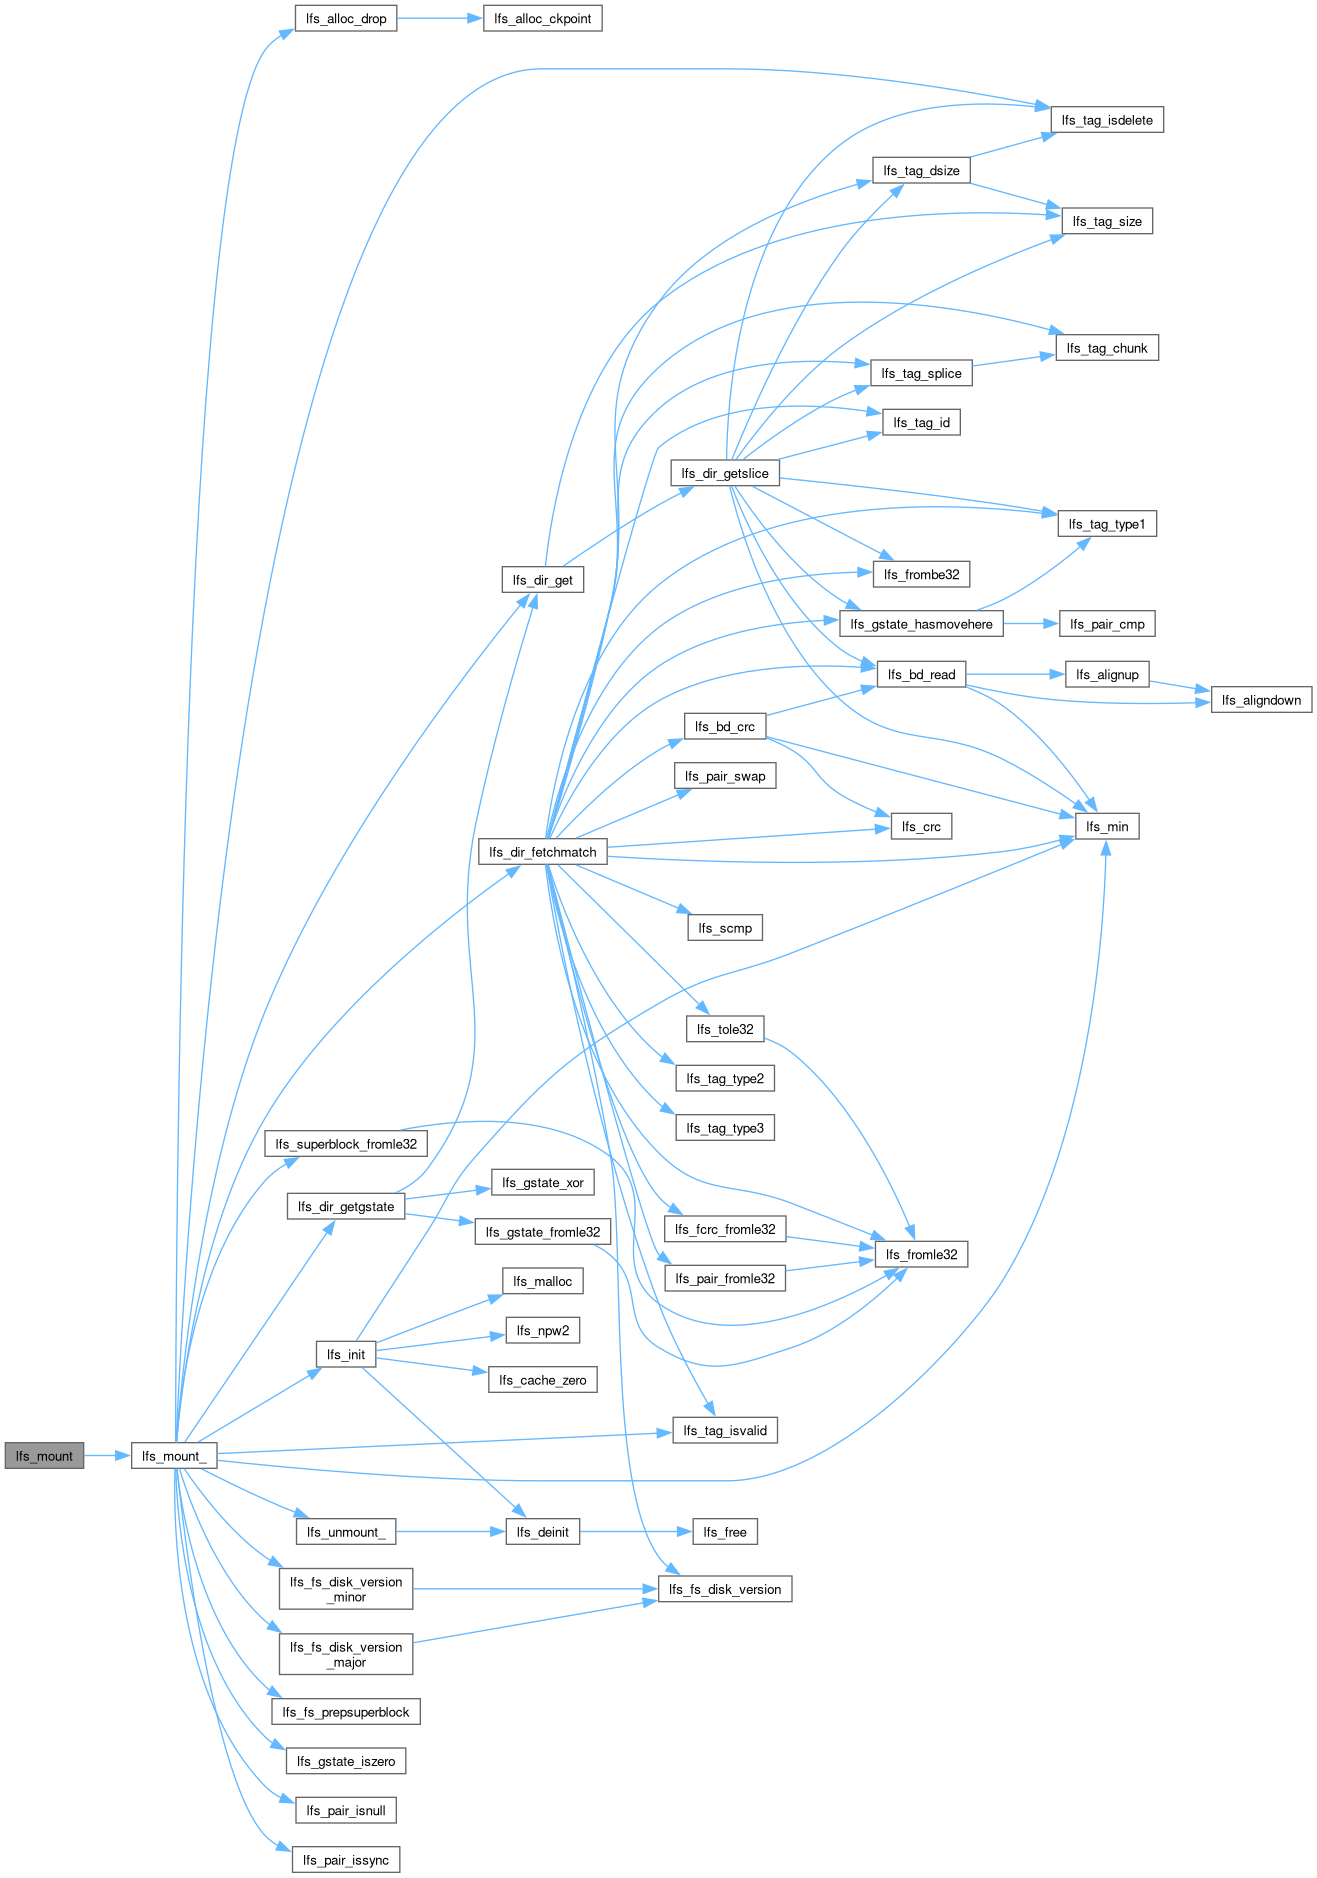 lfs_alloc_drop
lfs_alloc_ckpoint
lfs_tag_isdelete
lfs_tag_dsize
lfs_tag_size
lfs_tag_chunk
lfs_tag_splice
lfs_tag_id
lfs_dir_getslice
lfs_tag_type1
lfs_dir_get
lfs_frombe32
lfs_gstate_hasmovehere
lfs_pair_cmp
lfs_bd_read
lfs_alignup
lfs_aligndown
lfs_bd_crc
lfs_pair_swap
lfs_crc
lfs_min
lfs_dir_fetchmatch
lfs_scmp
lfs_tole32
lfs_tag_type2
lfs_tag_type3
lfs_superblock_fromle32
lfs_gstate_xor
lfs_dir_getgstate
lfs_gstate_fromle32
lfs_fcrc_fromle32
lfs_fromle32
lfs_pair_fromle32
lfs_malloc
lfs_npw2
lfs_init
lfs_cache_zero
lfs_tag_isvalid
lfs_mount
lfs_mount_
lfs_unmount_
lfs_deinit
lfs_free
lfs_fs_disk_version
_minor
lfs_fs_disk_version
lfs_fs_disk_version
_major
lfs_fs_prepsuperblock
lfs_gstate_iszero
lfs_pair_isnull
lfs_pair_issync